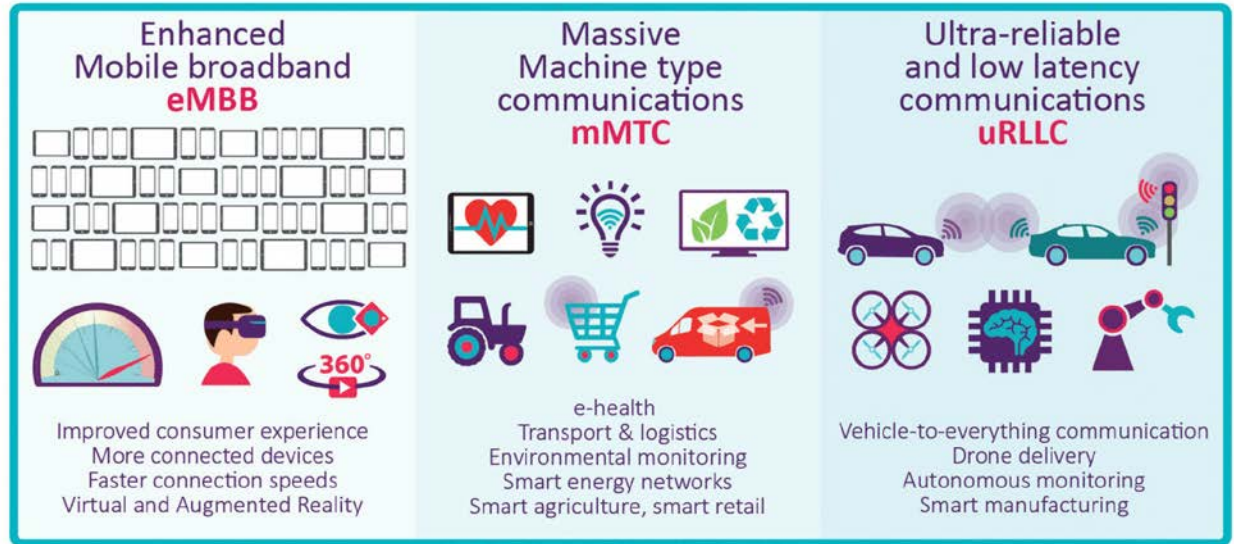 Enhanced
Mobile broadband
eMBB
360°
Improved consumer experience
More connected devices
Faster connection speeds
Virtual and Augmented Reality
Massive
Machine type
communications
mMTC
e-health
Transport & logistics
Environmental monitoring
Smart energy networks
Smart agriculture, smart retail
Ultra-reliable
and low latency
communications
uRLLC
Vehicle-to-everything communication
Drone delivery
Autonomous monitoring
Smart manufacturing